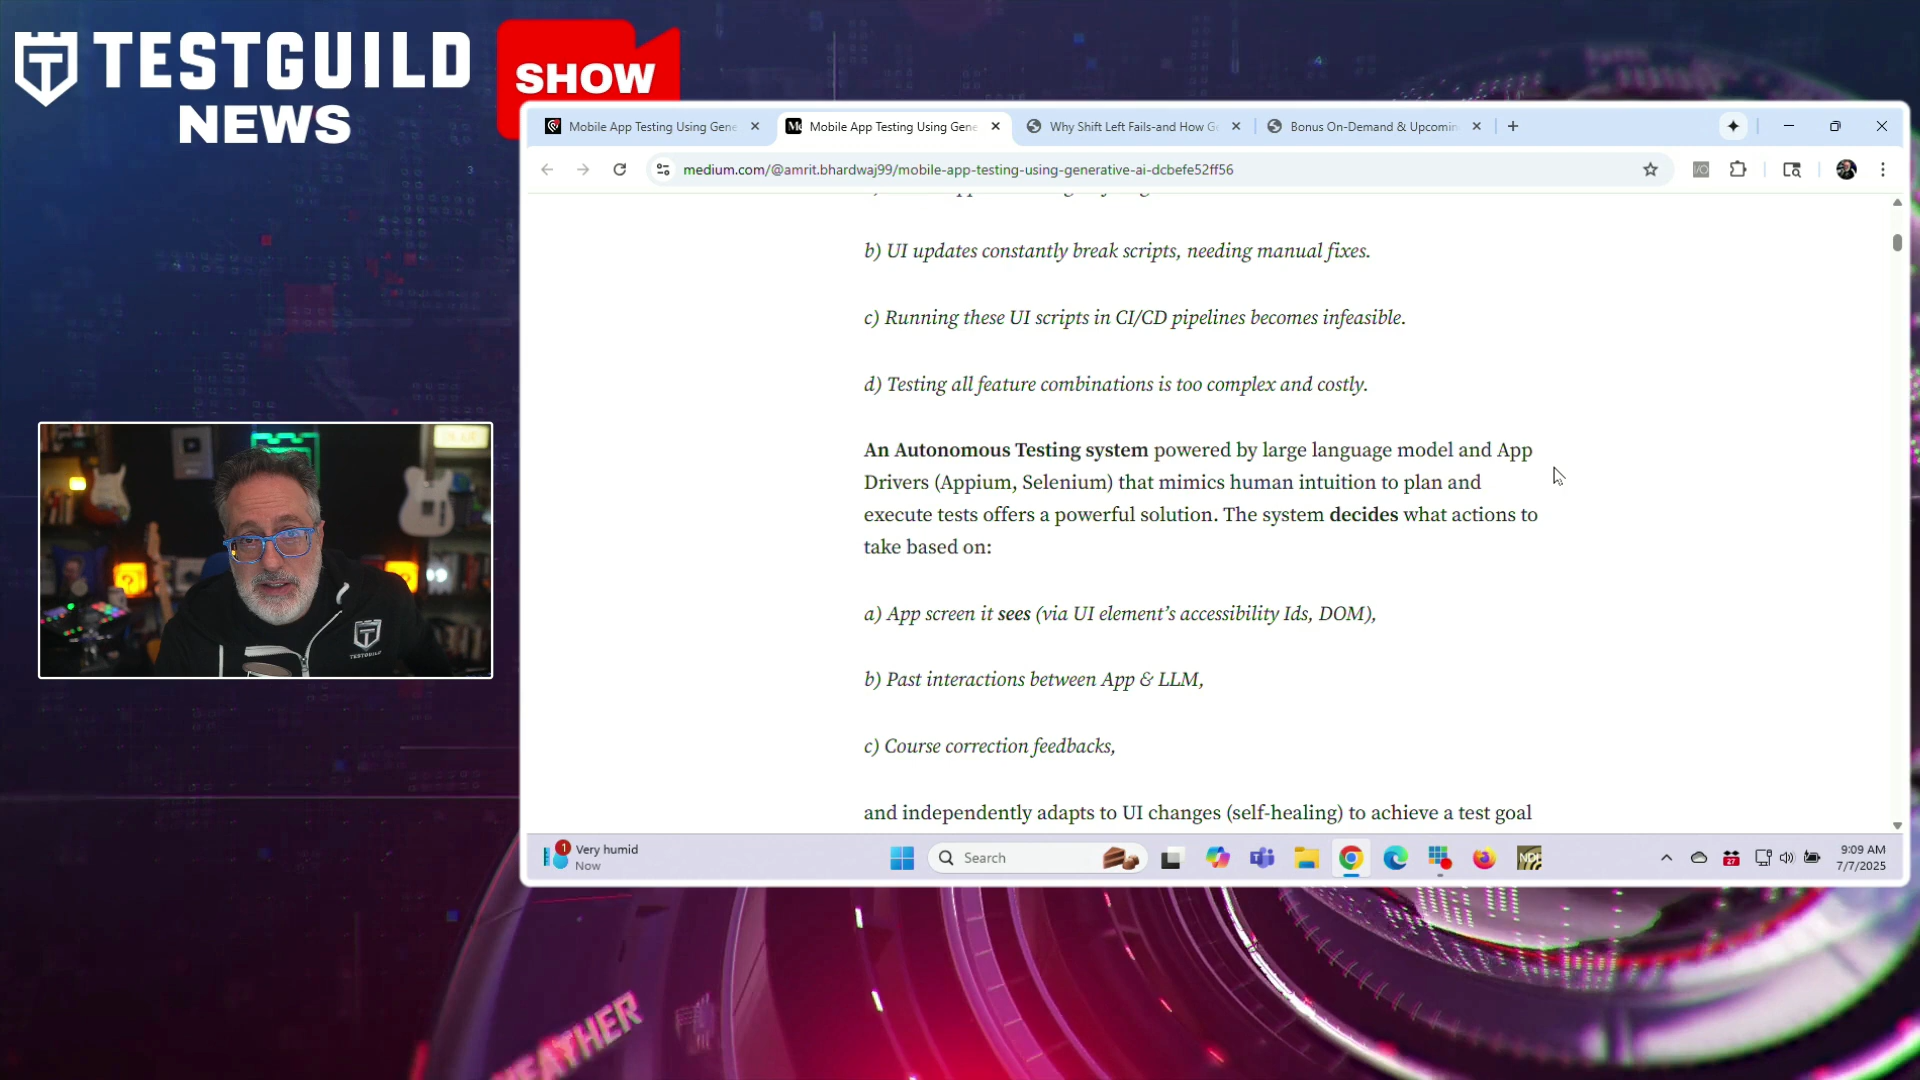 TESTGUILD
NEWS
SHOW
Mobile App Testing Using Gene
Mobile App Testing Using Gene
Why Shift Left Fails-and How G
Bonus On-Demand & Upcomin
medium.com/@amrit.bhardwaj99/mobile-app-testing-using-generative-ai-dcbefe52ff56
b) UI updates constantly break scripts, needing manual fixes.
c) Running these UI scripts in CI/CD pipelines becomes infeasible.
d) Testing all feature combinations is too complex and costly.
An Autonomous Testing system powered by large language model and App
Drivers (Appium, Selenium) that mimics human intuition to plan and
execute tests offers a powerful solution. The system decides what actions to
take based on:
a) App screen it sees (via UI element’s accessibility Ids, DOM),
b) Past interactions between App & LLM,
c) Course correction feedbacks,
and independently adapts to UI changes (self-healing) to achieve a test goal
TESTGUILD
1
Very humid
Now
Search
27
9:09 AM
7/7/2025
WEATHER